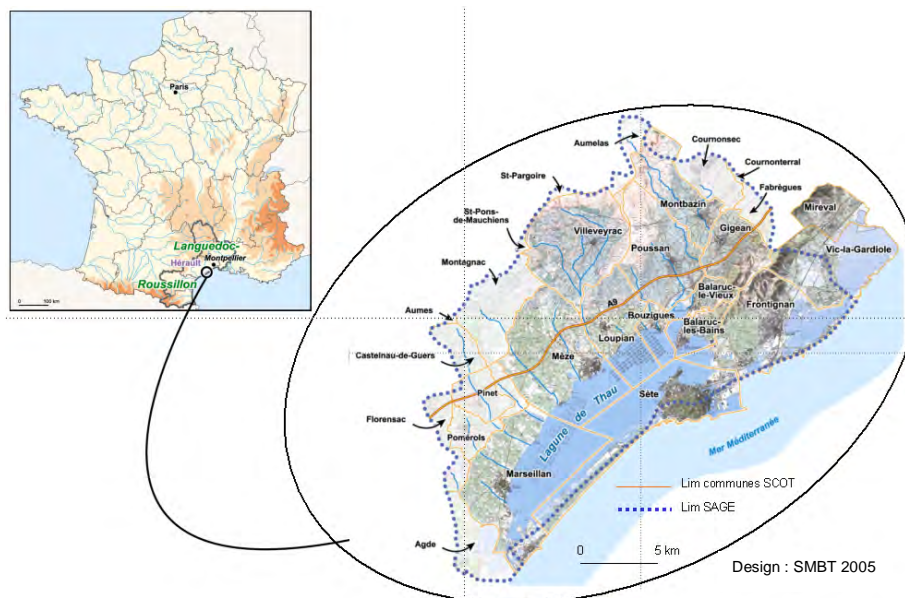 Paris
Languedoc-
Montpellier
Hérault
Roussillon
0 100 km
Aumelas
Cournonsec
Cournonterral
St-Pargoire
Fabrègues
Montbazin
Mireval
St-Pons-
de-Mauchiens
Villeveyrac
Gigean
Poussan
Vic-la-Gardiole
Montagnac
Balaruc-
le-Vieux
A9
Frontignan
Aumes
Bouzigues
Balaruc-
les-Bains
Loupian
Castelnau-de-Guers
Mèze
Sète
Pinet
Lagune de Thau
Florensac
Pomérols
Mer Méditerranée
Marseillan
Lim communes SCOT
Lim SAGE
Agde
0 5 km
Design : SMBT 2005